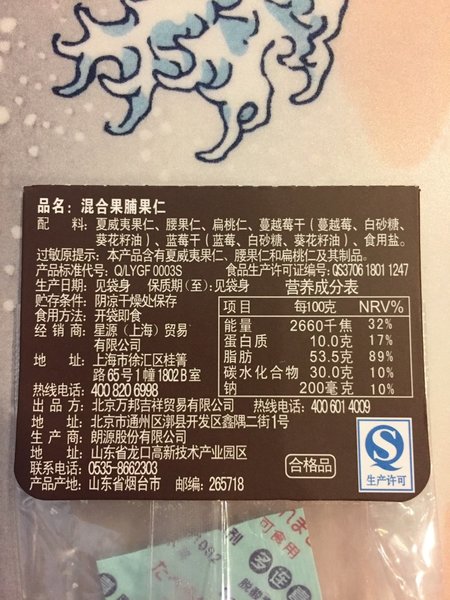 品名：混合果脯果仁
配　料：夏威夷果仁、腰果仁、扁桃仁、蔓越莓干（蔓越莓、白砂糖、
葵花籽油）、蓝莓干（蓝莓、白砂糖、葵花籽油）、食用盐。
过敏原提示：本产品含有夏威夷果仁、腰果仁和扁桃仁及其制品。
产品标准代号：Q/LYGF 0003S　食品生产许可证编号：QS3706 1801 1247
生产日期：见袋身　保质期（至）：见袋身
贮存条件：阴凉干燥处保存
食用方法：开袋即食
经 销 商：星源（上海）贸易
有限公司
地　址：上海市徐汇区桂箐
路65号1幢1802B室
热线电话：400 820 6998
营养成分表
项目　每100克　NRV%
能量　2660千焦　32%
蛋白质　10.0克　17%
脂肪　53.5克　89%
碳水化合物　30.0克　10%
钠　200毫克　10%
出 品 方：北京万邦吉祥贸易有限公司　热线电话：400 601 4009
地　址：北京市通州区漷县开发区鑫隅二街1号
生 产 商：朗源股份有限公司
地　址：山东省龙口高新技术产业园区
联系电话：0535-8662303
产品产地：山东省烟台市　邮编：265718
合格品
QS
生产许可
可食用